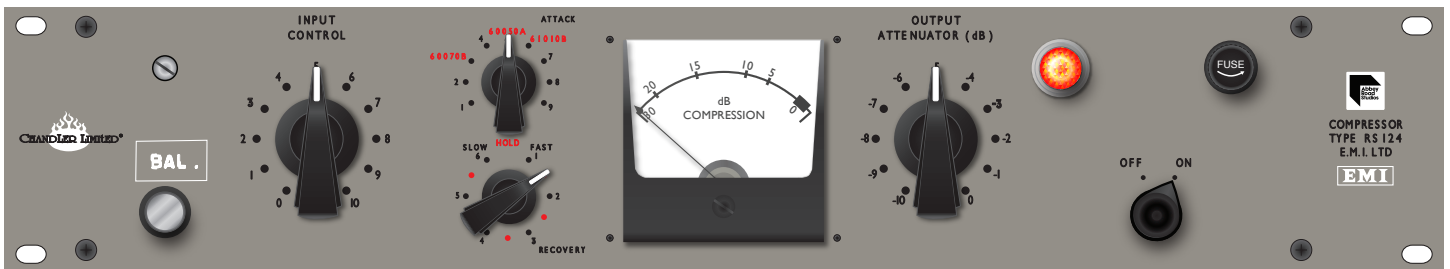 CHANDLER LIMITED®
BAL.
INPUT
CONTROL
0 1 2 3 4 5 6 7 8 9 10
ATTACK
1 2 60070B 4 60050A 61010B 7 8 9
HOLD
SLOW
FAST
6 1
5 2
4 3
RECOVERY
30 20 15 10 5 0
dB
COMPRESSION
OUTPUT
ATTENUATOR (dB)
-10 -9 -8 -7 -6 5 -4 -3 -2 -1 0
FUSE
OFF ON
Abbey
Road
Studios
COMPRESSOR
TYPE RS124
E.M.I. LTD
EMI